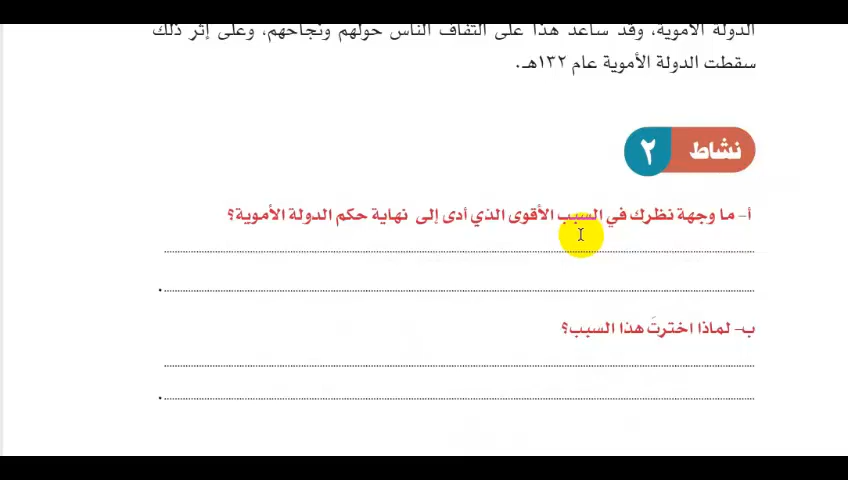 الدولة الأموية، وقد ساعد هذا على التفاف الناس حولهم ونجاحهم، وعلى إثر ذلك
سقطت الدولة الأموية عام ١٣٢هـ.
نشاط ٢
أ- ما وجهة نظرك في السبب الأقوى الذي أدى إلى نهاية حكم الدولة الأموية؟
ب- لماذا اخترتَ هذا السبب؟